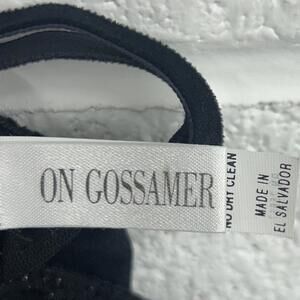 ON GOSSAMER
NO DRY CLEAN
MADE IN
EL SALVADOR